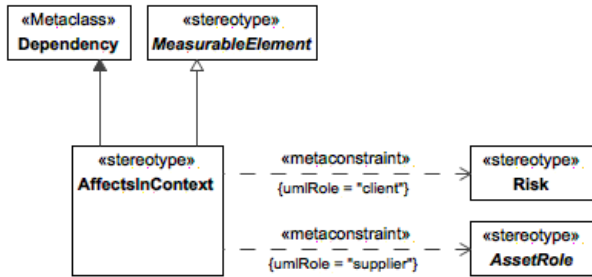 «Metaclass»
Dependency
«stereotype»
MeasurableElement
«stereotype»
AffectsInContext
«metaconstraint»
{umlRole = "client"}
«stereotype»
Risk
«metaconstraint»
{umlRole = "supplier"}
«stereotype»
AssetRole